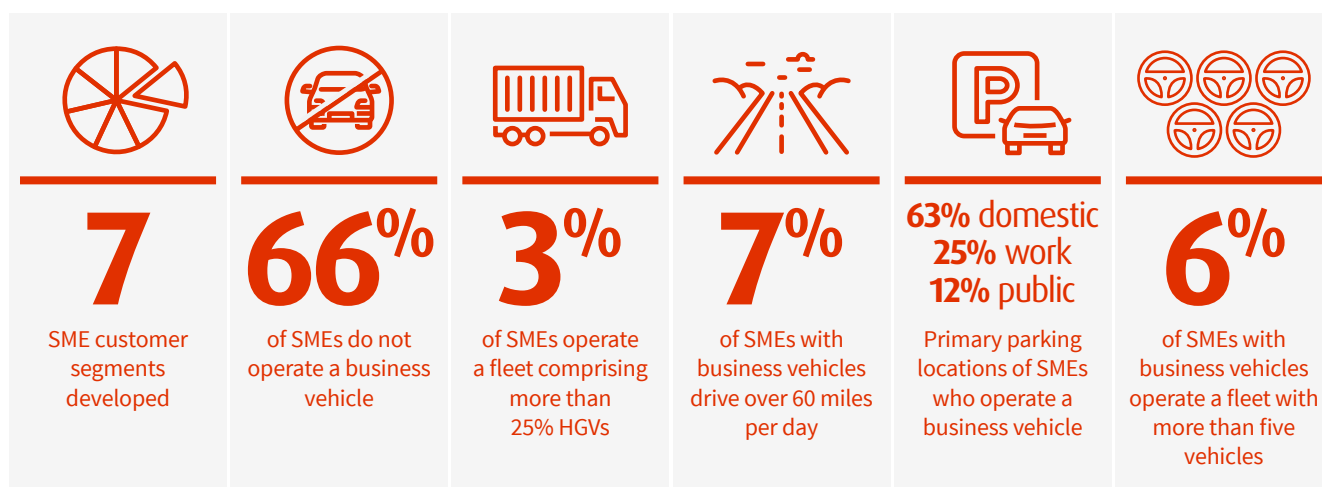 P
7
SME customer
segments
developed
66%
of SMEs do not
operate a business
vehicle
3%
of SMEs operate
a fleet comprising
more than
25% HGVs
7%
of SMEs with
business vehicles
drive over 60 miles
per day
63% domestic
25% work
12% public
Primary parking
locations of SMEs
who operate a
business vehicle
6%
of SMEs with
business vehicles
operate a fleet with
more than five
vehicles